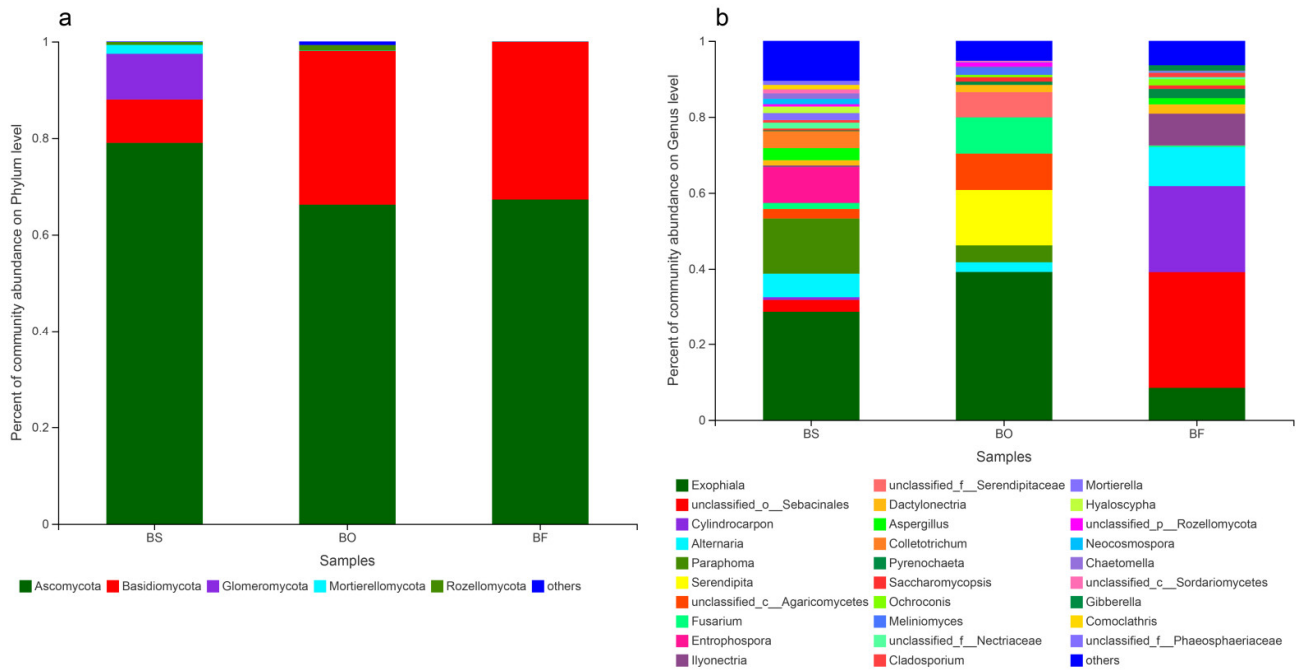 a
Percent of community abundance on Phylum level
1
0.8
0.6
0.4
0.2
0
BS
BO
BF
Samples
Ascomycota
Basidiomycota
Glomeromycota
Mortierellomycota
Rozellomycota
others
b
Percent of community abundance on Genus level
1
0.8
0.6
0.4
0.2
0
BS
BO
BF
Samples
Exophiala
unclassified_o__Sebacinales
Cylindrocarpon
Alternaria
Paraphoma
Serendipita
unclassified_c__Agaricomycetes
Fusarium
Entrophospora
Ilyonectria
unclassified_f__Serendipitaceae
Dactylonectria
Aspergillus
Colletotrichum
Pyrenochaeta
Saccharomycopsis
Ochroconis
Meliniomyces
unclassified_f__Nectriaceae
Cladosporium
Mortierella
Hyaloscypha
unclassified_p__Rozellomycota
Neocosmospora
Chaetomella
unclassified_c__Sordariomycetes
Gibberella
Comoclathris
unclassified_f__Phaeosphaeriaceae
others